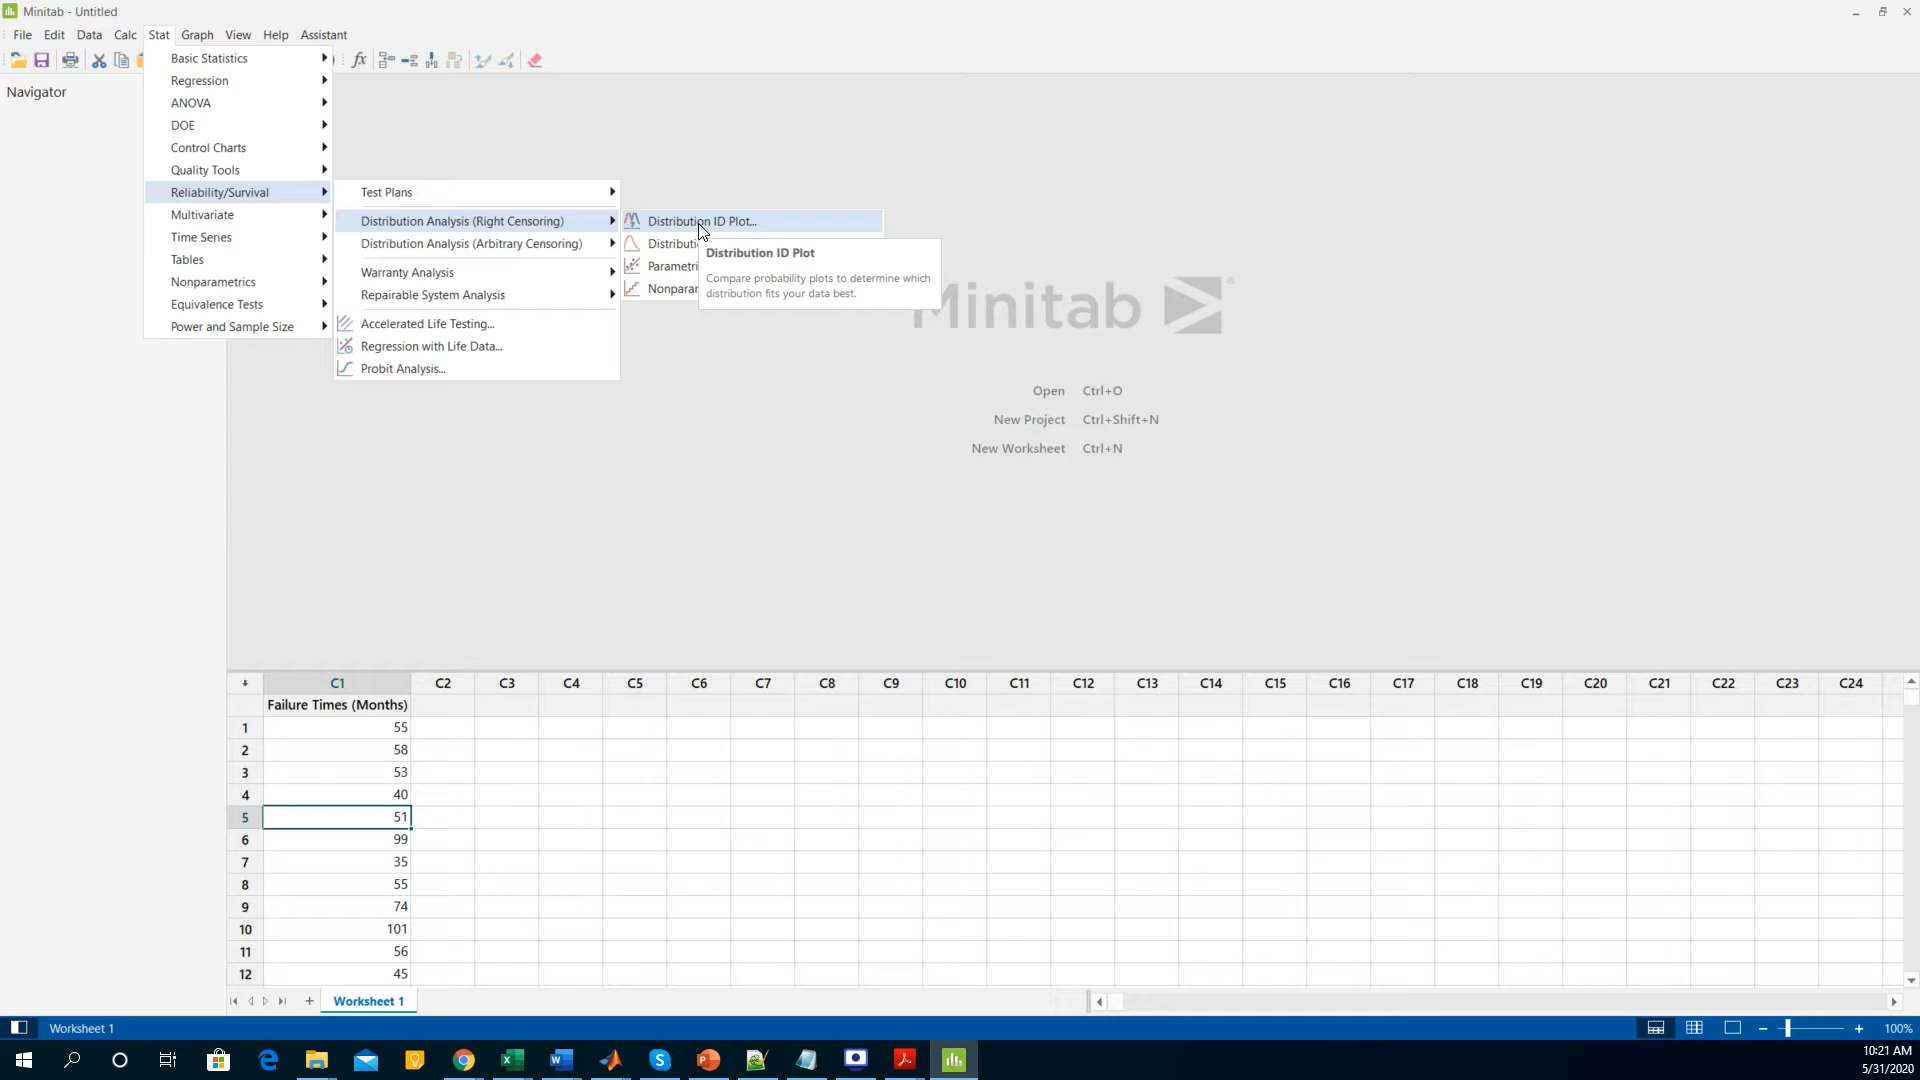 Minitab - Untitled
File Edit Data Calc Stat Graph View Help Assistant
Navigator
Basic Statistics
Regression
ANOVA
DOE
Control Charts
Quality Tools
Reliability/Survival
Multivariate
Time Series
Tables
Nonparametrics
Equivalence Tests
Power and Sample Size
Test Plans
Distribution Analysis (Right Censoring)
Distribution Analysis (Arbitrary Censoring)
Warranty Analysis
Repairable System Analysis
Accelerated Life Testing...
Regression with Life Data...
Probit Analysis...
Distribution ID Plot...
Distributi
Parametri
Nonparar
Distribution ID Plot
Compare probability plots to determine which
distribution fits your data best.
Minitab®
Open Ctrl+O
New Project Ctrl+Shift+N
New Worksheet Ctrl+N
C1 C2 C3 C4 C5 C6 C7 C8 C9 C10 C11 C12 C13 C14 C15 C16 C17 C18 C19 C20 C21 C22 C23 C24
Failure Times (Months)
1 55
2 58
3 53
4 40
5 51
6 99
7 35
8 55
9 74
10 101
11 56
12 45
Worksheet 1
Worksheet 1
100%
10:21 AM
5/31/2020